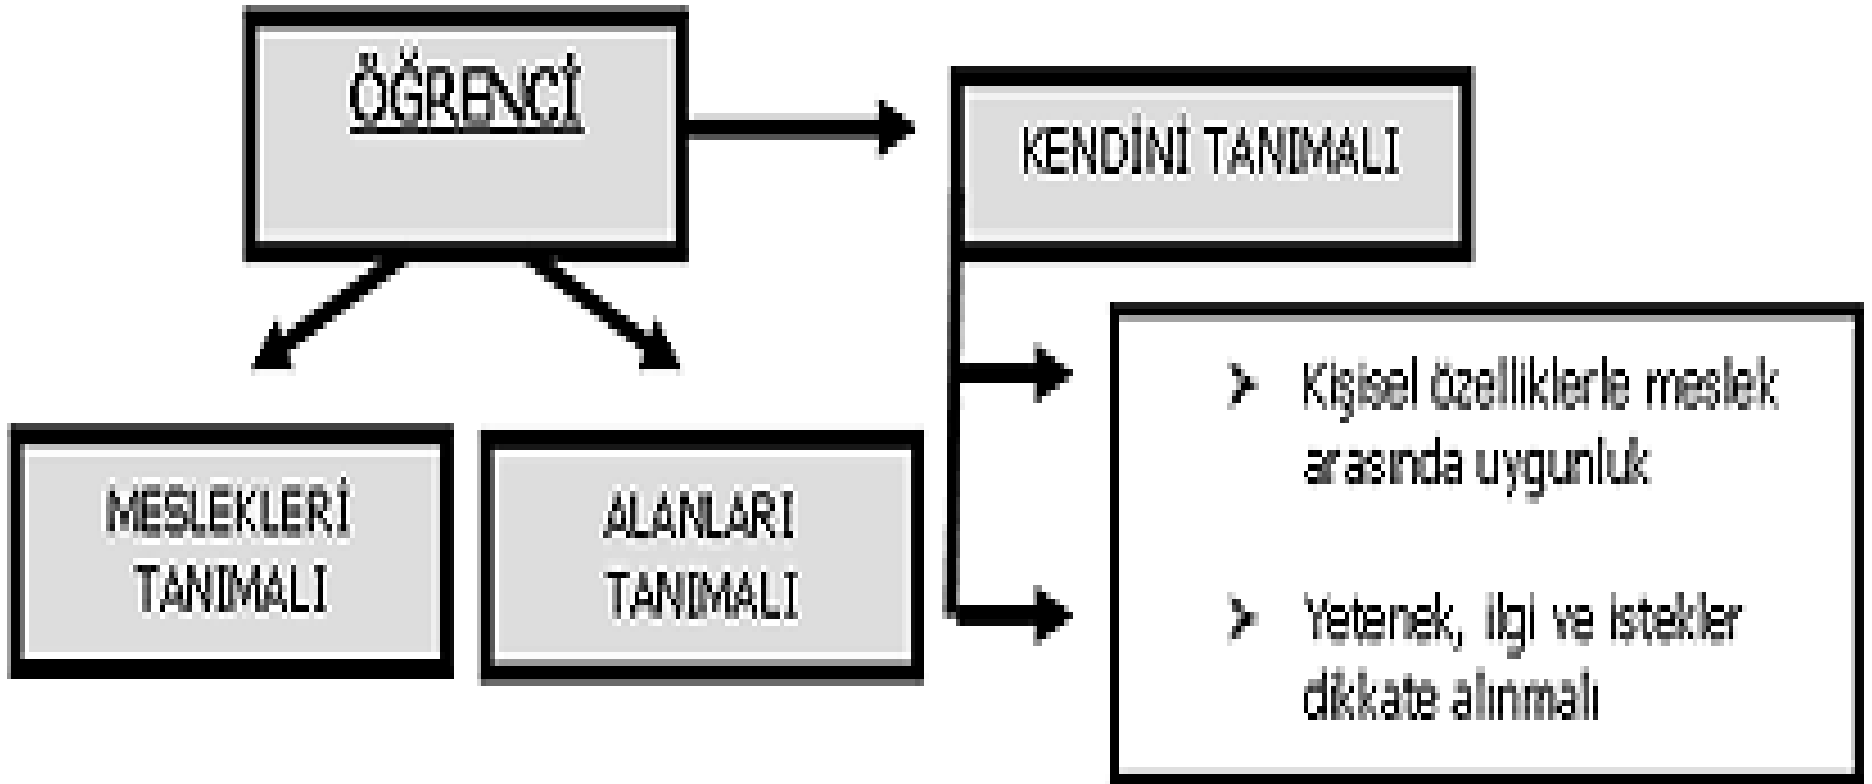 ÖĞRENCİ
KENDİNİ TANIMALI
MESLEKLERİ
TANIMALI
ALANLARI
TANIMALI
Kişisel özelliklerle meslek
arasında uygunluk
Yetenek, ilgi ve istekler
dikkate alınmalı